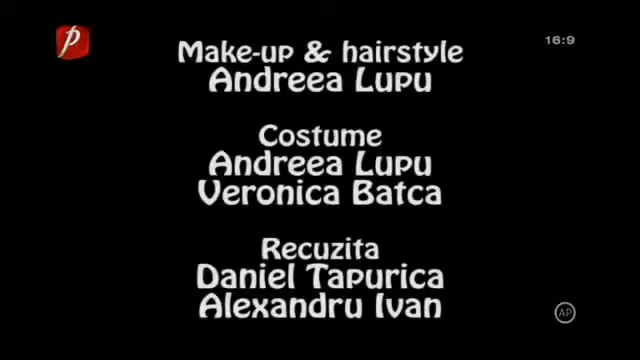 p
16:9
Make-up & hairstyle
Andreea Lupu
Costume
Andreea Lupu
Veronica Batca
Recuzita
Daniel Tapurica
Alexandru Ivan
AP